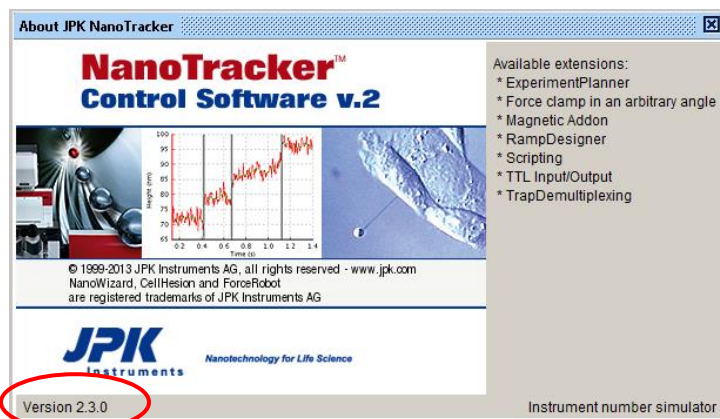 About JPK NanoTracker
NanoTracker™
Control Software v.2
Height (nm)
100
95
90
85
80
75
70
65
0.2 0.4 0.6 0.8 1.0 1.2 1.4
Time (s)
© 1999-2013 JPK Instruments AG, all rights reserved - www.jpk.com
NanoWizard, CellHesion and ForceRobot
are registered trademarks of JPK Instruments AG
JPK
Instruments
Nanotechnology for Life Science
Available extensions:
* ExperimentPlanner
* Force clamp in an arbitrary angle
* Magnetic Addon
* RampDesigner
* Scripting
* TTL Input/Output
* TrapDemultiplexing
Version 2.3.0
Instrument number simulator